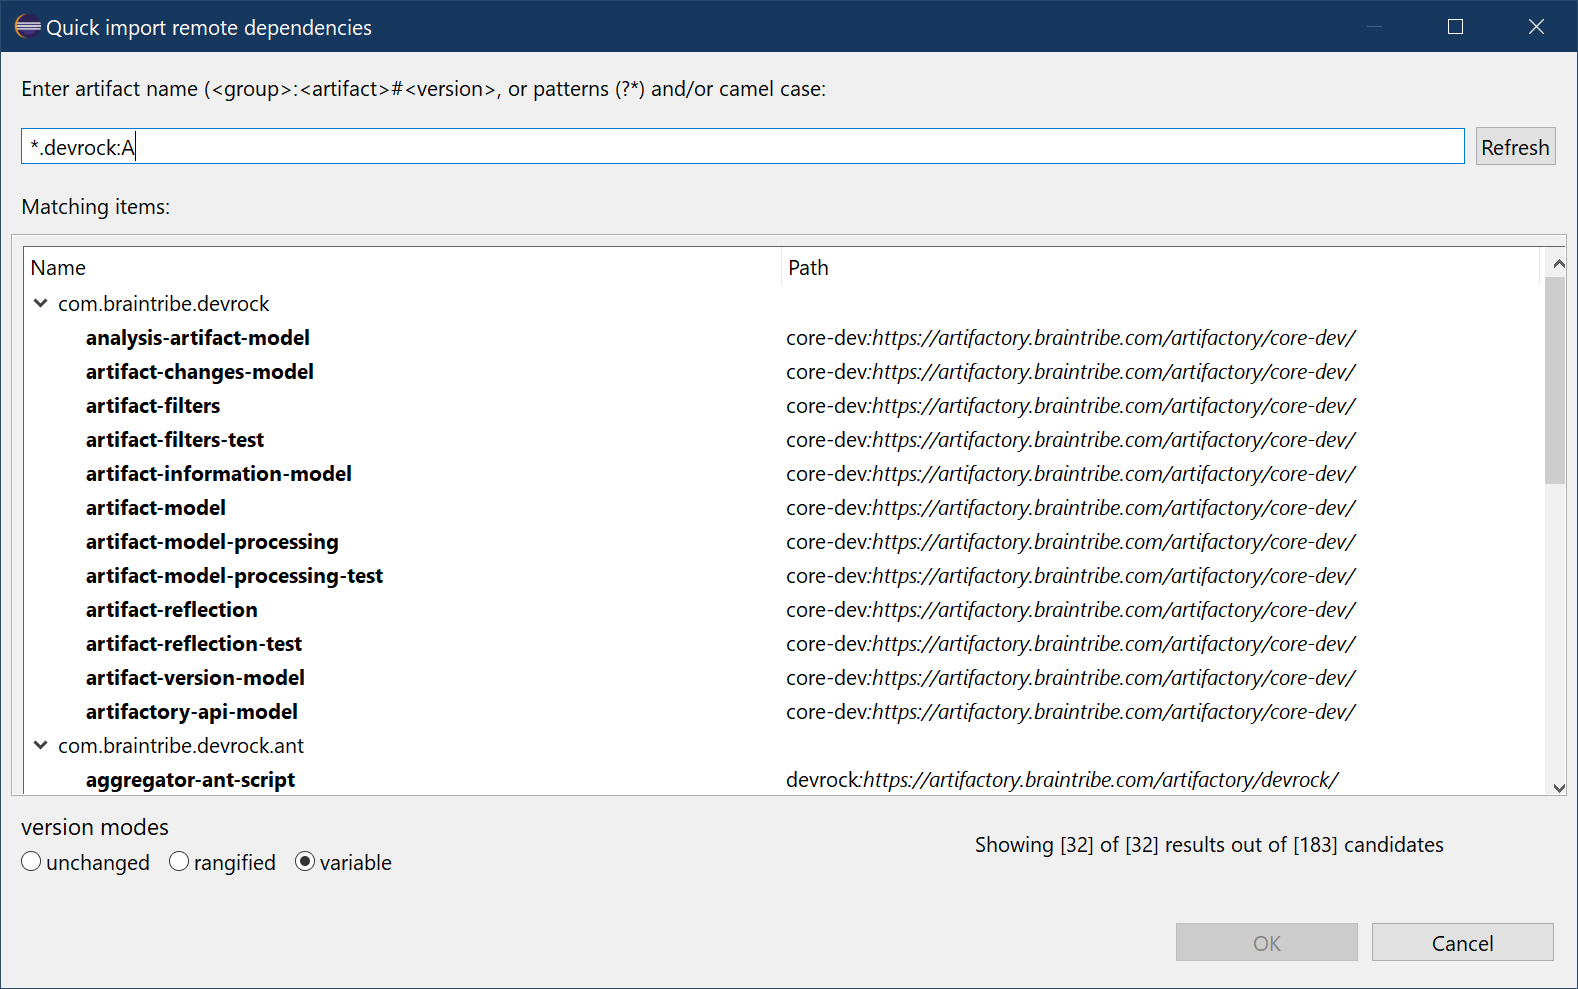 Quick import remote dependencies
Enter artifact name (<group>:<artifact>#<version>, or patterns (?*) and/or camel case:
*.devrock:A
Refresh
Matching items:
Name Path
com.braintribe.devrock
analysis-artifact-model core-dev:https://artifactory.braintribe.com/artifactory/core-dev/
artifact-changes-model core-dev:https://artifactory.braintribe.com/artifactory/core-dev/
artifact-filters core-dev:https://artifactory.braintribe.com/artifactory/core-dev/
artifact-filters-test core-dev:https://artifactory.braintribe.com/artifactory/core-dev/
artifact-information-model core-dev:https://artifactory.braintribe.com/artifactory/core-dev/
artifact-model core-dev:https://artifactory.braintribe.com/artifactory/core-dev/
artifact-model-processing core-dev:https://artifactory.braintribe.com/artifactory/core-dev/
artifact-model-processing-test core-dev:https://artifactory.braintribe.com/artifactory/core-dev/
artifact-reflection core-dev:https://artifactory.braintribe.com/artifactory/core-dev/
artifact-reflection-test core-dev:https://artifactory.braintribe.com/artifactory/core-dev/
artifact-version-model core-dev:https://artifactory.braintribe.com/artifactory/core-dev/
artifactory-api-model core-dev:https://artifactory.braintribe.com/artifactory/core-dev/
com.braintribe.devrock.ant
aggregator-ant-script devrock:https://artifactory.braintribe.com/artifactory/devrock/
version modes
unchanged rangified variable
Showing [32] of [32] results out of [183] candidates
OK Cancel